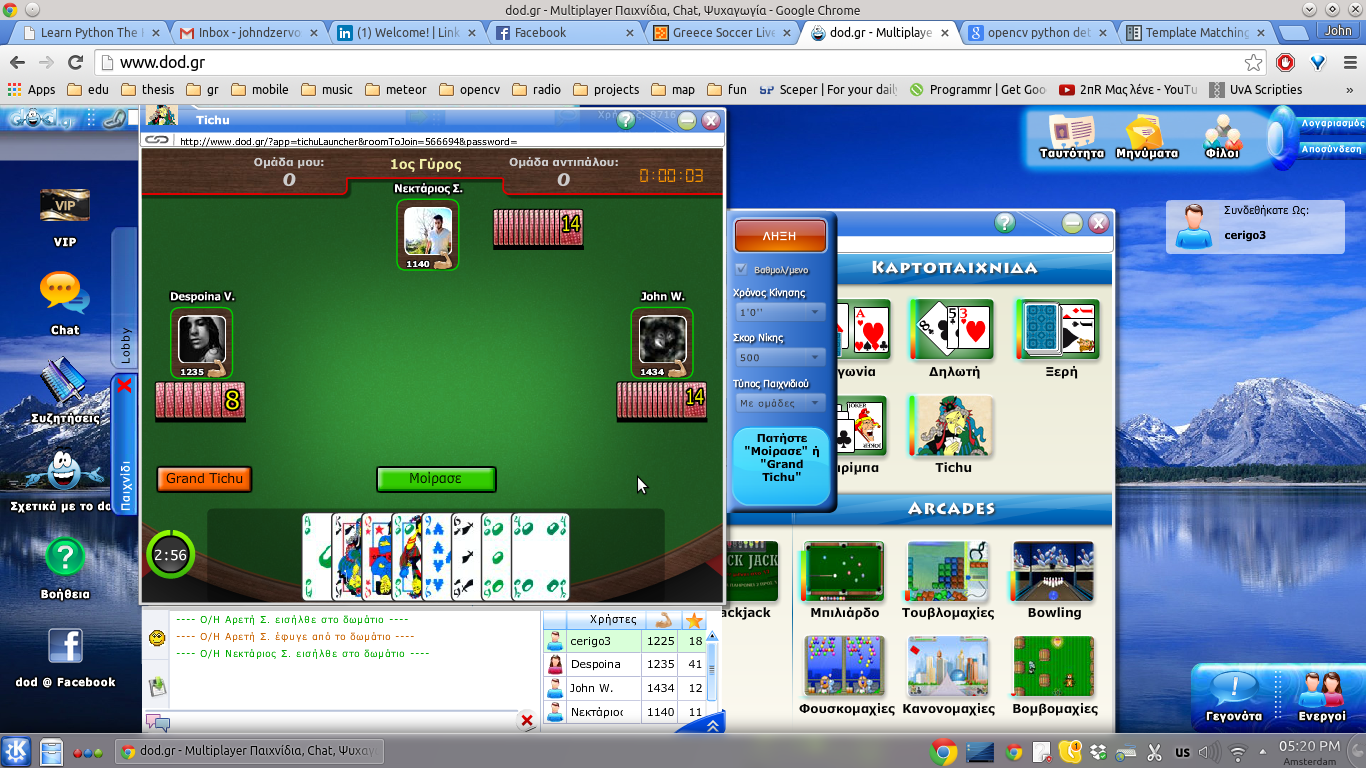 dod.gr - Multiplayer Παιχνίδια, Chat, Ψυχαγωγία - Google Chrome
Learn Python The H
Inbox - johndzervo
(1) Welcome! | Link
Facebook
Greece Soccer Live
dod.gr - Multiplaye
opencv python det
Template Matching
John
www.dod.gr
Apps
edu
thesis
gr
mobile
music
meteor
opencv
radio
projects
map
fun
Sceper | For your daily
Programmr | Get Goo
2πR Μας λένε - YouTu
UvA Scripties
»
dod.gr
Tichu
http://www.dod.gr/?app=tichuLauncher&roomToJoin=566694&password=
Ομάδα μου:
0
1ος Γύρος
Ομάδα αντιπάλου:
0
0:00:03
Νεκτάριος Σ.
1140
14
Despoina V.
1235
8
John W.
1434
14
Grand Tichu
Μοίρασε
2:56
ΛΗΞΗ
Βαθμολ/μενο
Χρόνος Κίνησης
1'0''
Σκορ Νίκης
500
Τύπος Παιχνιδιού
Με ομάδες
Πατήστε
"Μοίρασε" ή
"Grand
Tichu"
VIP
VIP
Chat
Συζητήσεις
Σχετικά με το do
Βοήθεια
dod @ Facebook
Lobby
Παιχνίδι
---- Ο/Η Αρετή Σ. εισήλθε στο δωμάτιο ----
---- Ο/Η Αρετή Σ. έφυγε από το δωμάτιο ----
---- Ο/Η Νεκτάριος Σ. εισήλθε στο δωμάτιο ----
Χρήστες
cerigo3 1225 18
Despoina 1235 41
John W. 1434 12
Νεκτάριος 1140 11
ΚΑΡΤΟΠΑΙΧΝΙΔΑ
γωνία
Δηλωτή
Ξερή
ρίμπα
Tichu
ARCADES
ackjack
Μπιλιάρδο
Τουβλομαχίες
Bowling
Φουσκομαχίες
Κανονομαχίες
Βομβομαχίες
Ταυτότητα
Μηνύματα
Φίλοι
Λογαριασμός
Αποσύνδεση
Συνδεθήκατε Ως:
cerigo3
Γεγονότα
Ενεργοί
dod.gr - Multiplayer Παιχνίδια, Chat, Ψυχα
us
05:20 PM
Amsterdam